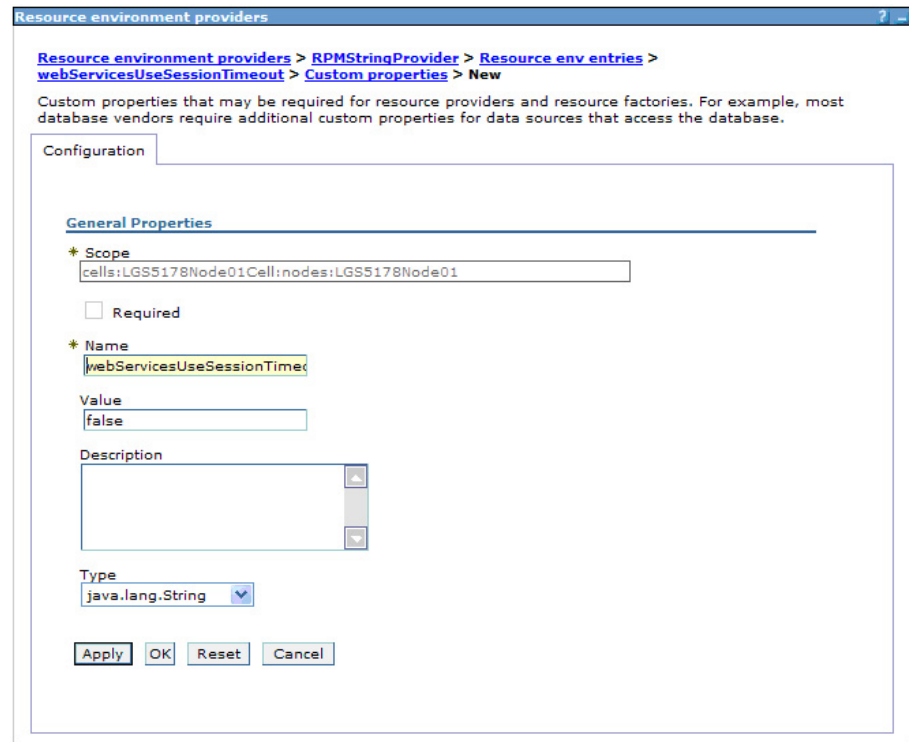 Resource environment providers ? –
Resource environment providers > RPMStringProvider > Resource env entries >
webServicesUseSessionTimeout > Custom properties > New
Custom properties that may be required for resource providers and resource factories. For example, most
database vendors require additional custom properties for data sources that access the database.
Configuration
General Properties
* Scope
cells:LGS5178Node01Cell:nodes:LGS5178Node01
Required
* Name
webServicesUseSessionTimeo
Value
false
Description
Type
java.lang.String
Apply OK Reset Cancel